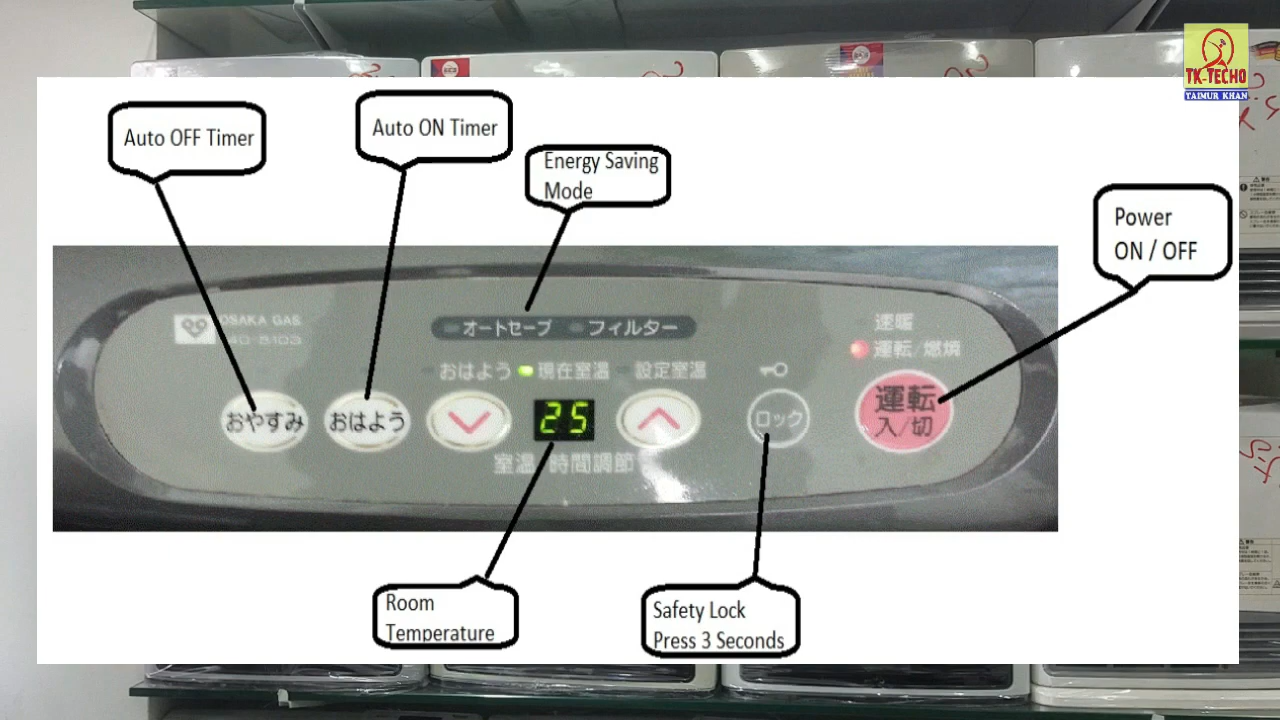 TK-TECHO
TAIMUR KHAN
Auto OFF Timer
Auto ON Timer
Energy Saving
Mode
Power
ON / OFF
OSAKA GAS
140-5103
オートセーブ
フィルター
速暖
運転/燃焼
おはよう
現在室温
設定室温
おやすみ
おはよう
25
ロック
運転
入/切
室温
時間調節
Room
Temperature
Safety Lock
Press 3 Seconds